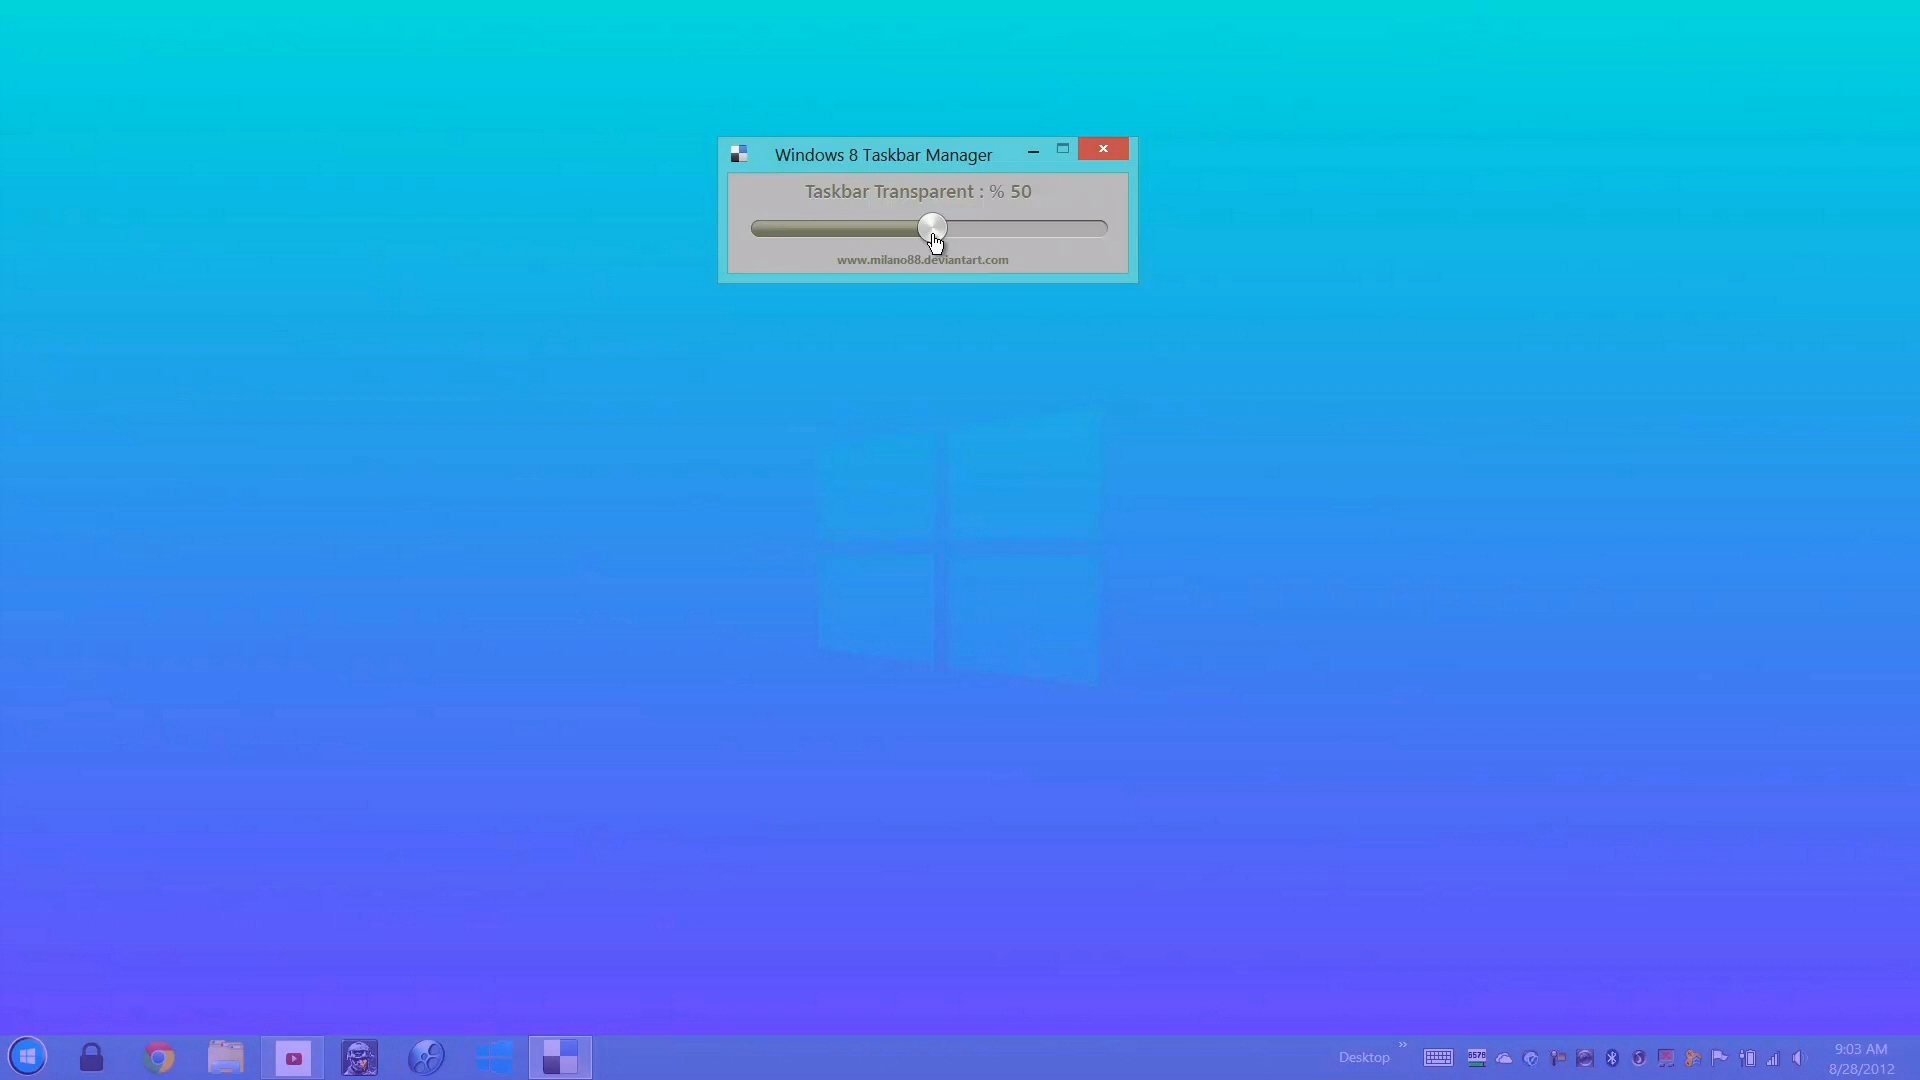 Windows 8 Taskbar Manager
Taskbar Transparent : % 50
www.milano88.deviantart.com
Desktop
9:03 AM
8/28/2012